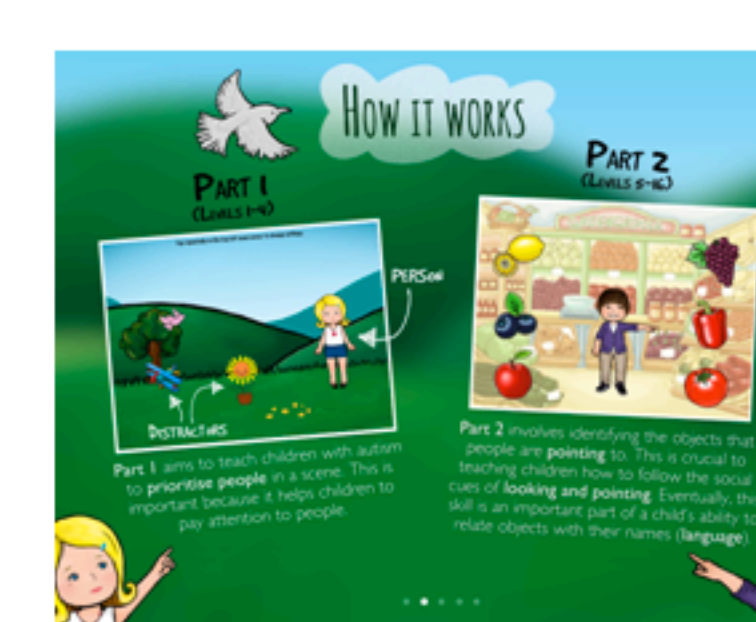 HOW IT WORKS
PART 1
(LEVELS 1-4)
PERSON
DISTRACTORS
Part 1 aims to teach children with autism
to prioritise people in a scene. This is
important because it helps children to
pay attention to people.
PART 2
(LEVELS 5-16)
Part 2 involves identifying the objects that
people are pointing to. This is crucial to
teaching children how to follow the social
cues of looking and pointing. Eventually,
skill is an important part of a child's ability
relate objects with their names (language).